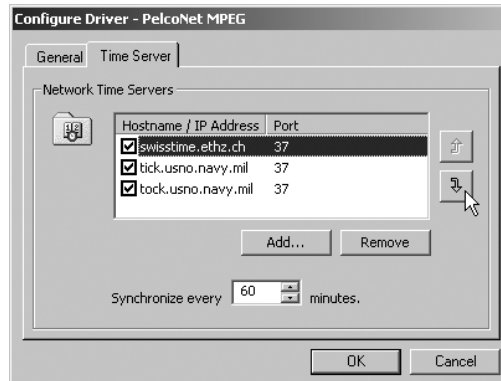 Configure Driver - PelcoNet MPEG
General Time Server
Network Time Servers
Hostname / IP Address Port
swisstime.ethz.ch 37
tick.usno.navy.mil 37
tock.usno.navy.mil 37
Add... Remove
Synchronize every 60 minutes.
OK Cancel